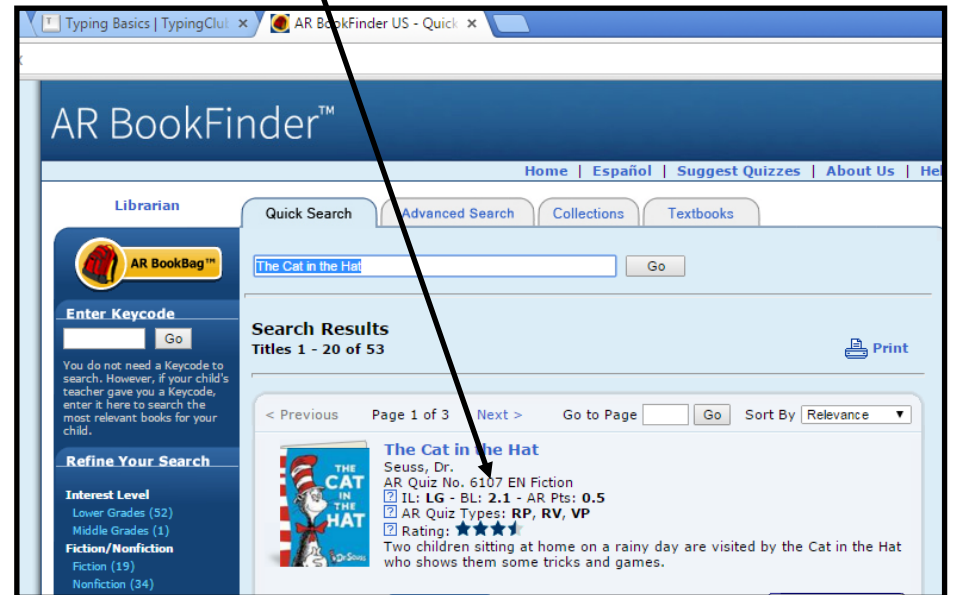 Typing Basics | TypingClub
AR BookFinder US - Quick
AR BookFinder™
Home | Español | Suggest Quizzes | About Us |
Librarian
Quick Search
Advanced Search
Collections
Textbooks
AR BookBag™
The Cat in the Hat
Go
Enter Keycode
Go
You do not need a Keycode to
search. However, if your child's
teacher gave you a Keycode,
enter it here to search the
most relevant books for your
child.
Refine Your Search
Interest Level
Lower Grades (52)
Middle Grades (1)
Fiction/Nonfiction
Fiction (19)
Nonfiction (34)
Search Results
Titles 1 - 20 of 53
Print
< Previous Page 1 of 3 Next > Go to Page Go Sort By Relevance
THE
CAT
IN
THE
HAT
Dr. Seuss
The Cat in the Hat
Seuss, Dr.
AR Quiz No. 6107 EN Fiction
? IL: LG - BL: 2.1 - AR Pts: 0.5
? AR Quiz Types: RP, RV, VP
? Rating:
Two children sitting at home on a rainy day are visited by the Cat in the Hat
who shows them some tricks and games.